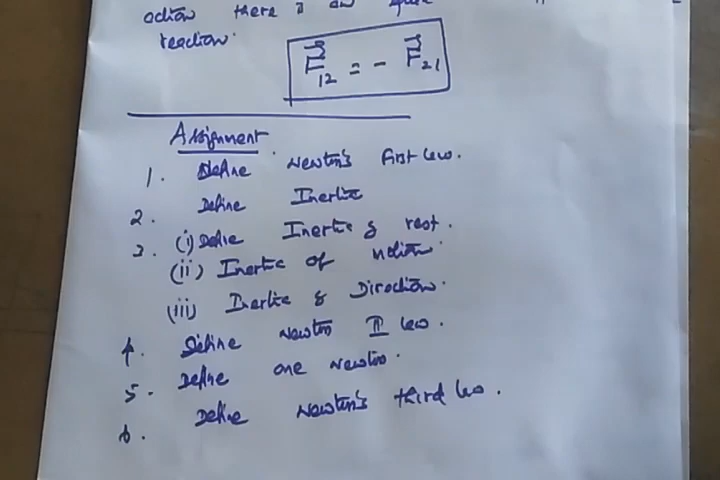 action there is an equal
reaction.
F12 = - F21
Assignment
1. Define Newton's first law.
2. Define Inertia
3. (i) Define Inertia of rest.
(ii) Inertia of Motion
(iii) Inertia of Direction.
4. Define Newton II law.
5. Define one Newton.
6. Define Newton's third law.